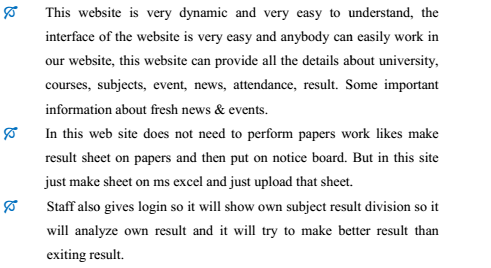 This website is very dynamic and very easy to understand, the
interface of the website is very easy and anybody can easily work in
our website, this website can provide all the details about university,
courses, subjects, event, news, attendance, result. Some important
information about fresh news & events.
In this web site does not need to perform papers work likes make
result sheet on papers and then put on notice board. But in this site
just make sheet on ms excel and just upload that sheet.
Staff also gives login so it will show own subject result division so it
will analyze own result and it will try to make better result than
exiting result.